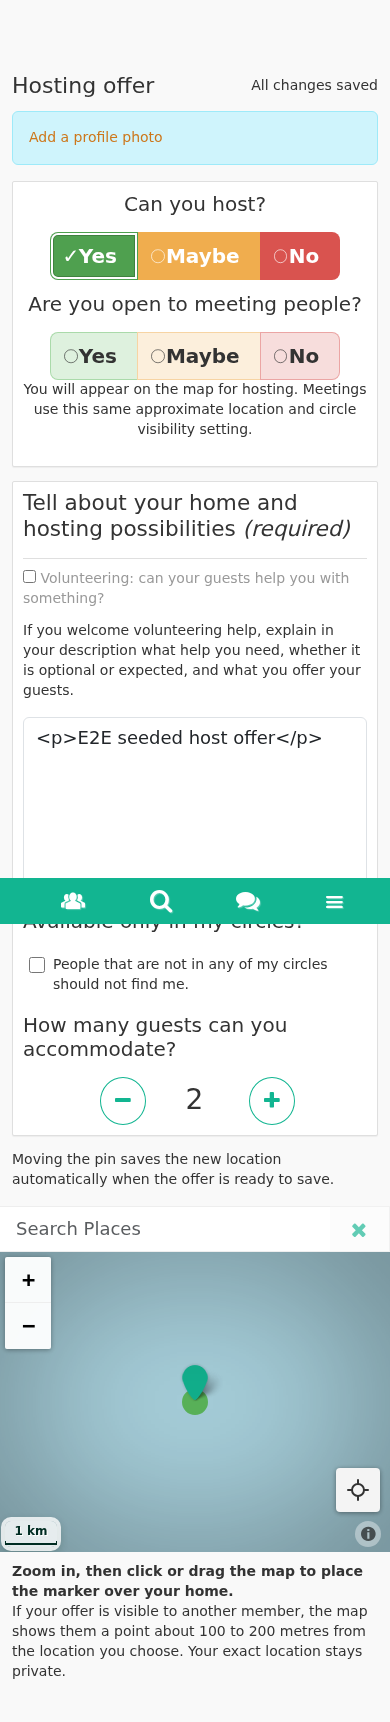 Hosting offer
All changes saved
Add a profile photo
Can you host?
✓Yes
Maybe
No
Are you open to meeting people?
Yes
Maybe
No
You will appear on the map for hosting. Meetings
use this same approximate location and circle
visibility setting.
Tell about your home and
hosting possibilities (required)
Volunteering: can your guests help you with
something?
If you welcome volunteering help, explain in
your description what help you need, whether it
is optional or expected, and what you offer your
guests.
<p>E2E seeded host offer</p>
Available only in my circles?
People that are not in any of my circles
should not find me.
How many guests can you
accommodate?
2
Moving the pin saves the new location
automatically when the offer is ready to save.
Search Places
+
−
1 km
Zoom in, then click or drag the map to place
the marker over your home.
If your offer is visible to another member, the map
shows them a point about 100 to 200 metres from
the location you choose. Your exact location stays
private.